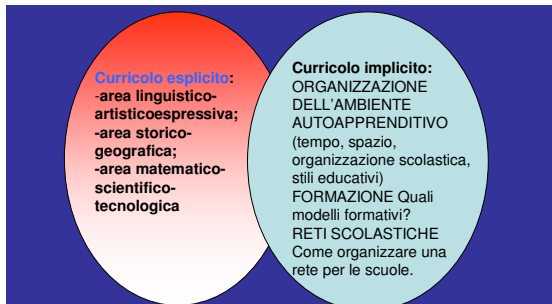 Curricolo esplicito:
-area linguistico-
artisticoespressiva;
-area storico-
geografica;
-area matematico-
scientifico-
tecnologica
Curricolo implicito:
ORGANIZZAZIONE
DELL'AMBIENTE
AUTOAPPRENDITIVO
(tempo, spazio,
organizzazione scolastica,
stili educativi)
FORMAZIONE Quali
modelli formativi?
RETI SCOLASTICHE
Come organizzare una
rete per le scuole.